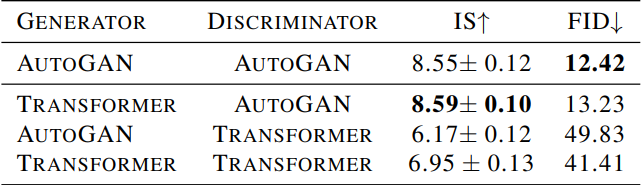 GENERATOR DISCRIMINATOR IS↑ FID↓
AUTOGAN AUTOGAN 8.55± 0.12 12.42
TRANSFORMER AUTOGAN 8.59± 0.10 13.23
AUTOGAN TRANSFORMER 6.17± 0.12 49.83
TRANSFORMER TRANSFORMER 6.95 ± 0.13 41.41